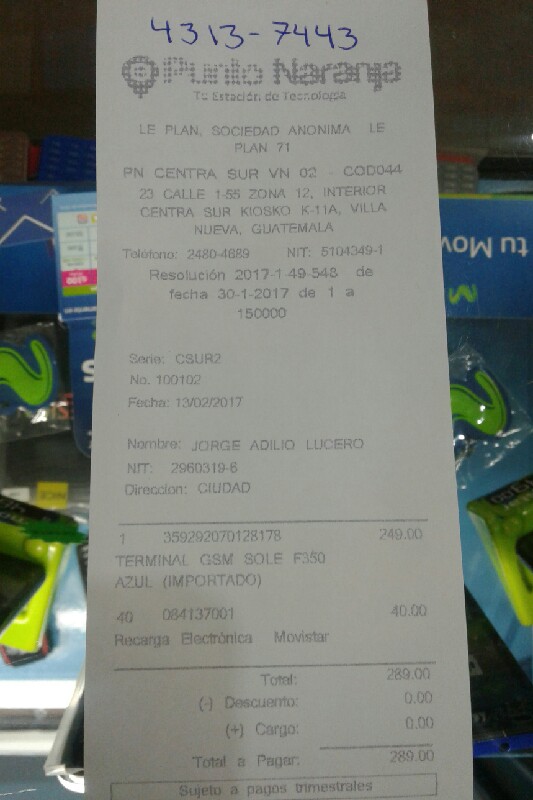 4313-7443
Punto Naranja
Tu Estación de Tecnología
LE PLAN, SOCIEDAD ANONIMA LE
PLAN 71
PN CENTRA SUR VN 02 - COD044
23 CALLE 1-55 ZONA 12, INTERIOR
CENTRA SUR KIOSKO K-11A, VILLA
NUEVA, GUATEMALA
Teléfono: 2480-4689 NIT: 5104349-1
Resolución 2017-1-49-548 de
fecha 30-1-2017 de 1 a
150000
Serie: CSUR2
No. 100102
Fecha: 13/02/2017
Nombre: JORGE ADILIO LUCERO
NIT: 2960319-6
Direccion: CIUDAD
1 359292070128178 249.00
TERMINAL GSM SOLE F350
AZUL (IMPORTADO)
40 084137001 40.00
Recarga Electrónica Movistar
Total: 289.00
(-) Descuento: 0.00
(+) Cargo: 0.00
Total a Pagar: 289.00
Sujeto a pagos trimestrales
tu Mov